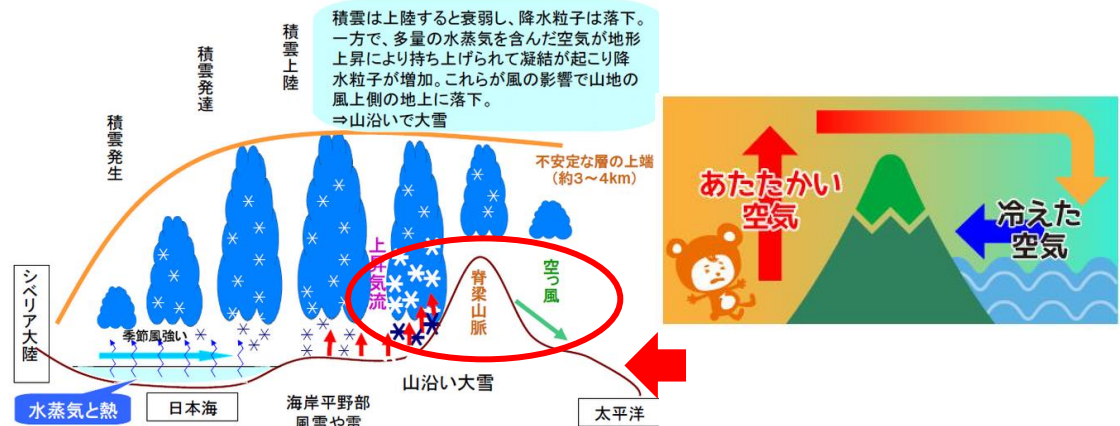 積雲は上陸すると衰弱し、降水粒子は落下。
一方で、多量の水蒸気を含んだ空気が地形
上昇により持ち上げられて凝結が起こり降
水粒子が増加。これらが風の影響で山地の
風上側の地上に落下。
⇒山沿いで大雪
積雲上陸
積雲発達
積雲発生
不安定な層の上端
（約3～4km）
あたたかい
空気
冷えた
空気
上昇気流
脊梁山脈
空っ風
シベリア大陸
季節風強い
水蒸気と熱
日本海
海岸平野部
風雪や雷
山沿い大雪
太平洋